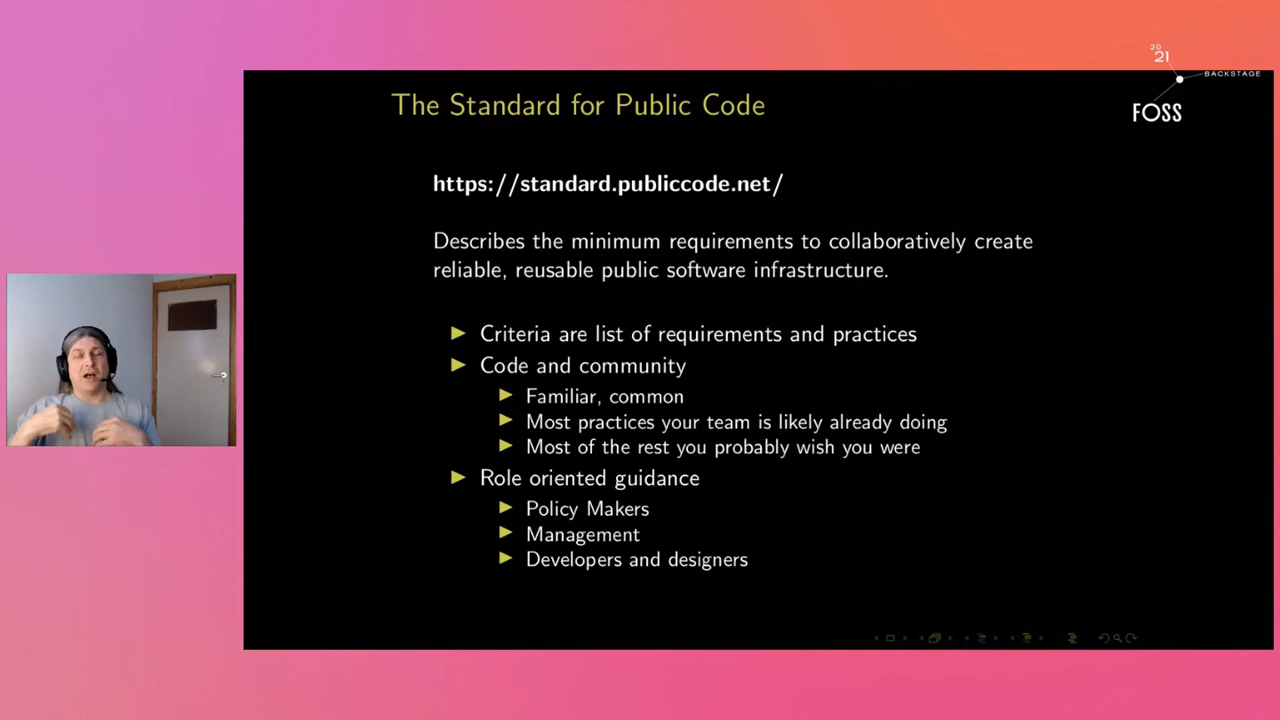 20
21
BACKSTAGE
FOSS
The Standard for Public Code
https://standard.publiccode.net/
Describes the minimum requirements to collaboratively create
reliable, reusable public software infrastructure.
Criteria are list of requirements and practices
Code and community
Familiar, common
Most practices your team is likely already doing
Most of the rest you probably wish you were
Role oriented guidance
Policy Makers
Management
Developers and designers